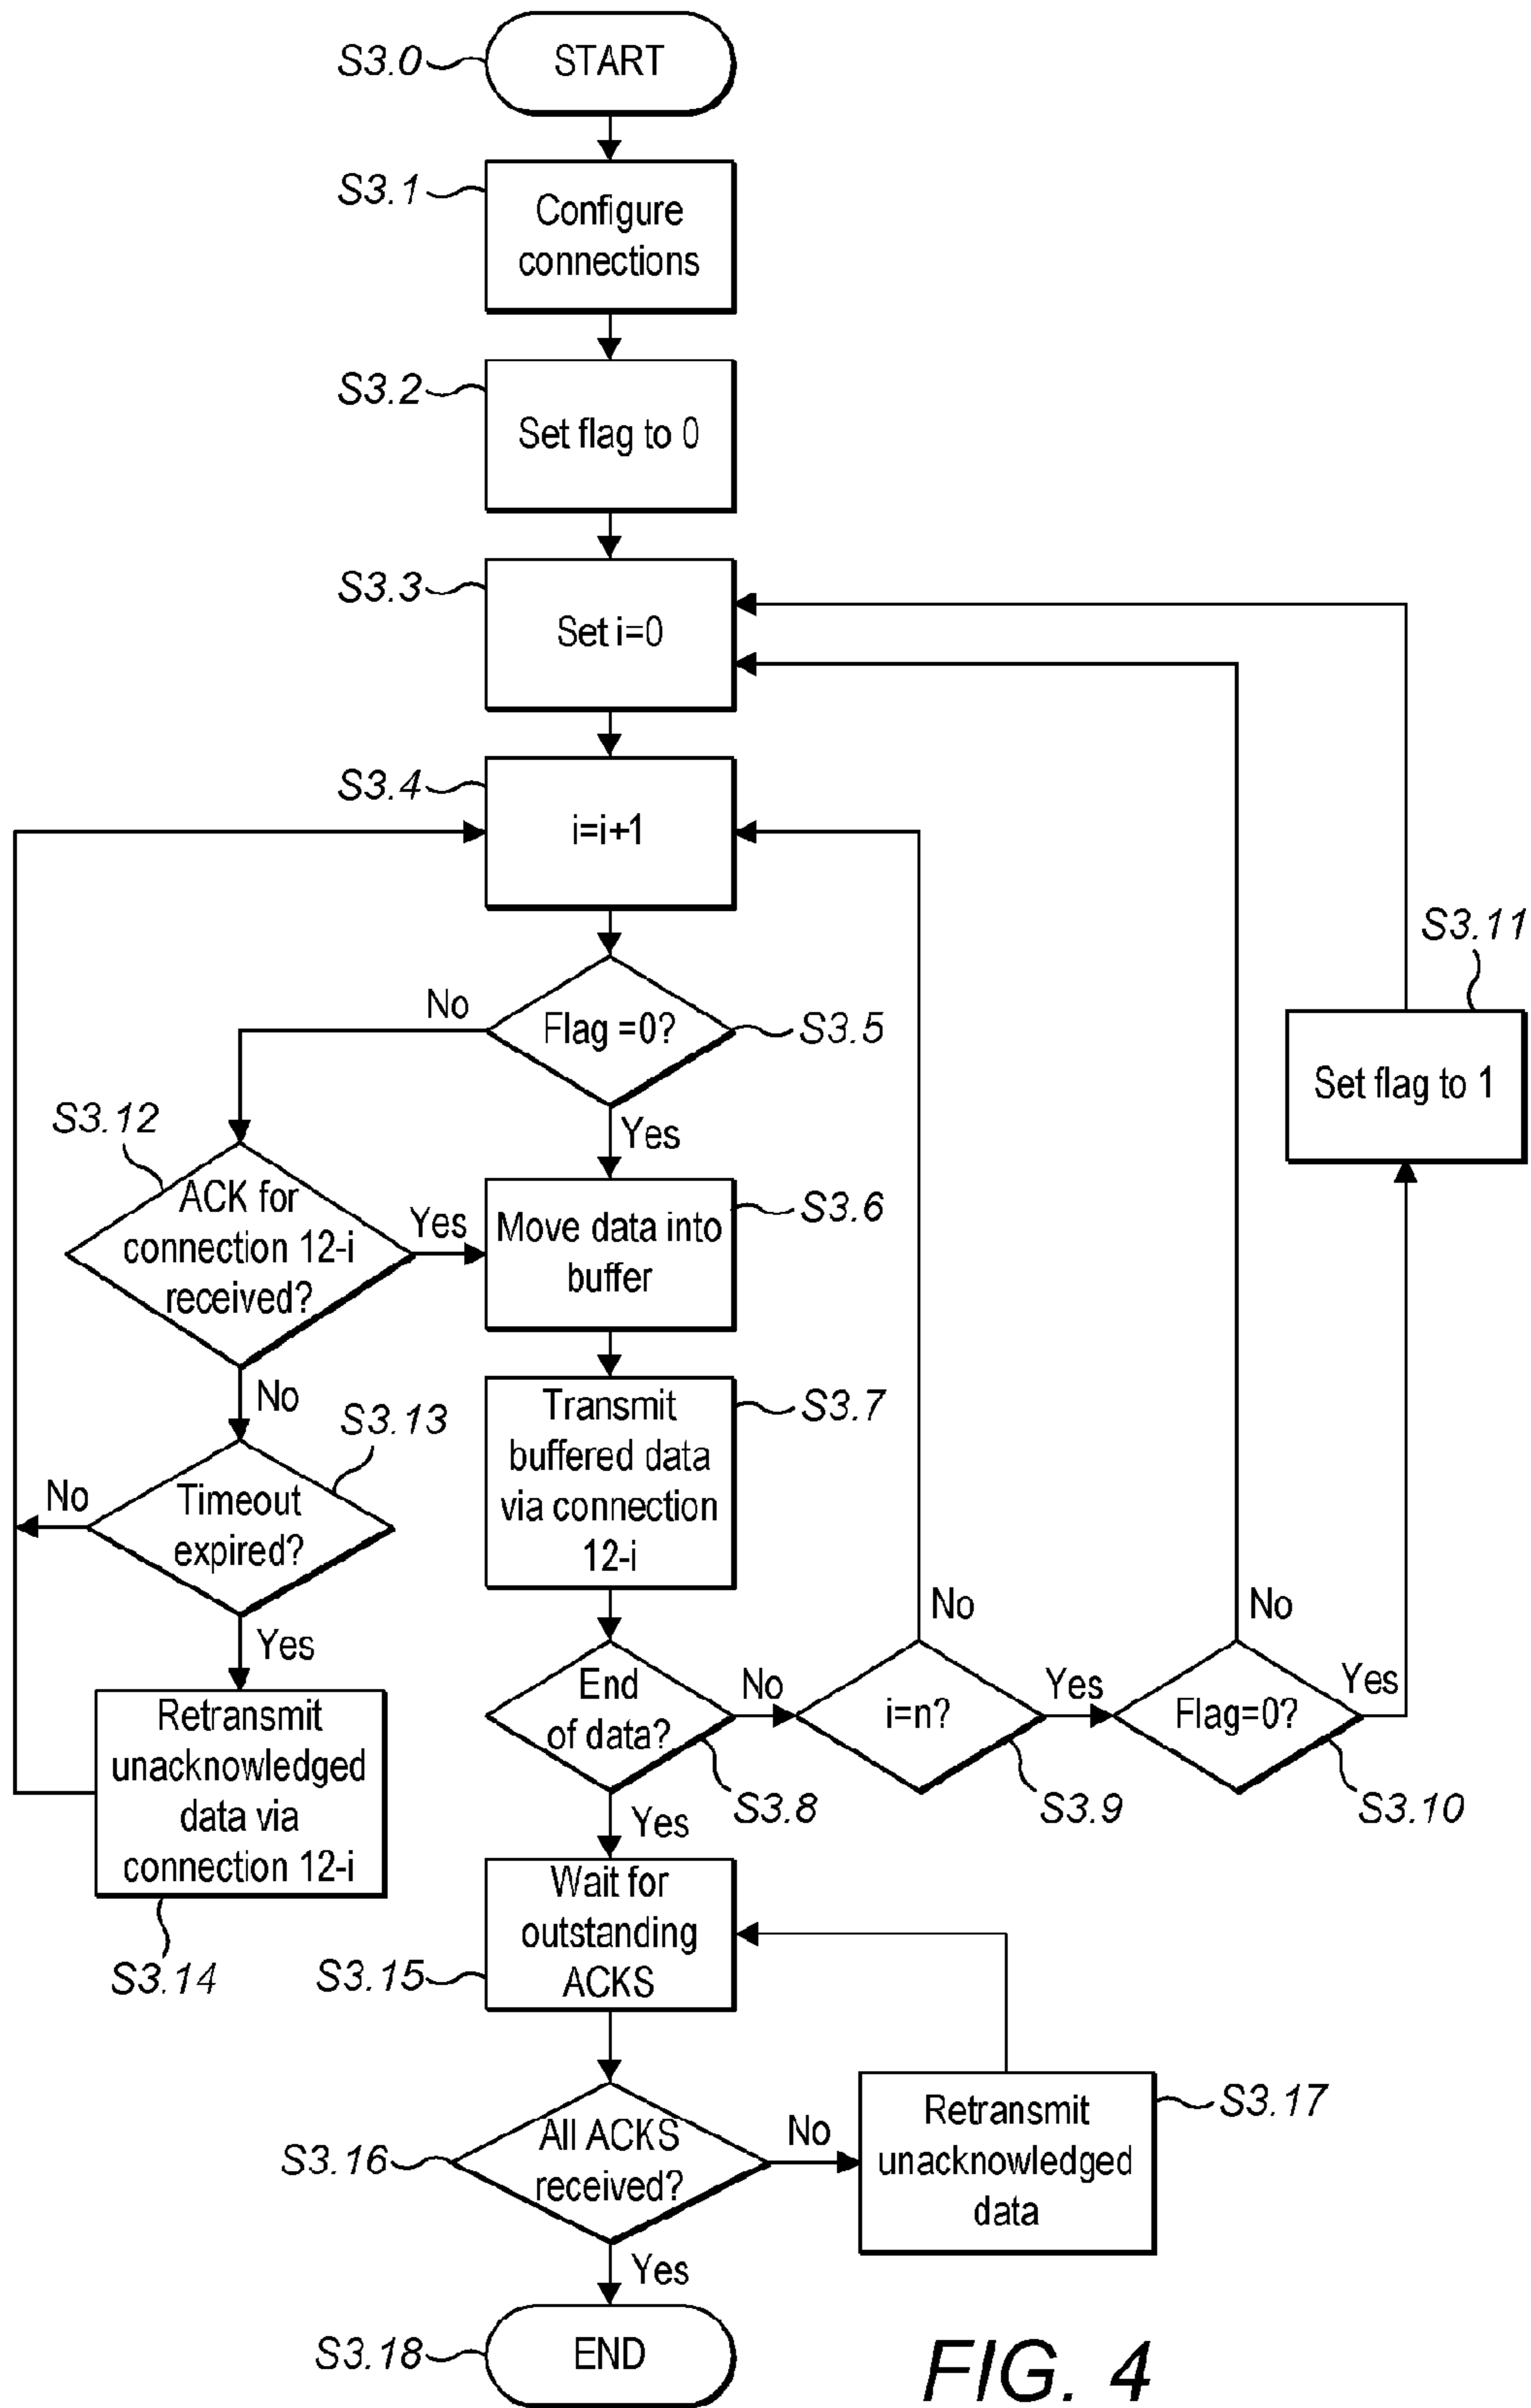 S3.0
START
S3.1
Configure
connections
S3.2
Set flag to 0
S3.3
Set i=0
S3.4
i=i+1
S3.11
Set flag to 1
No
Flag =0?
S3.5
Yes
S3.12
ACK for
connection 12-i
received?
Yes
S3.6
Move data into
buffer
No
S3.13
S3.7
Transmit
buffered data
via connection
12-i
No
Timeout
expired?
Yes
No
No
End
of data?
No
i=n?
Yes
Flag=0?
Yes
S3.8
S3.9
S3.10
Retransmit
unacknowledged
data via
connection 12-i
S3.14
Yes
Wait for
outstanding
ACKS
S3.15
All ACKS
received?
S3.16
No
Retransmit
unacknowledged
data
S3.17
Yes
S3.18
END
FIG. 4